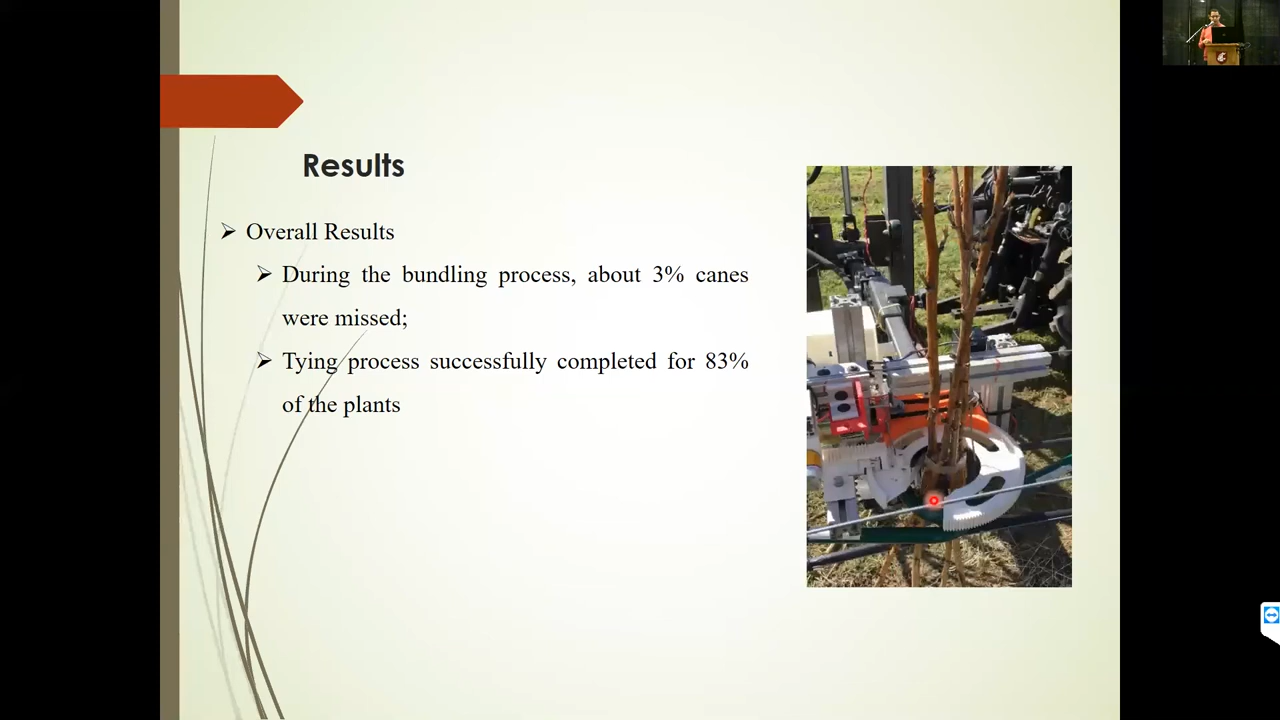 Results
Overall Results
During the bundling process, about 3% canes
were missed;
Tying process successfully completed for 83%
of the plants